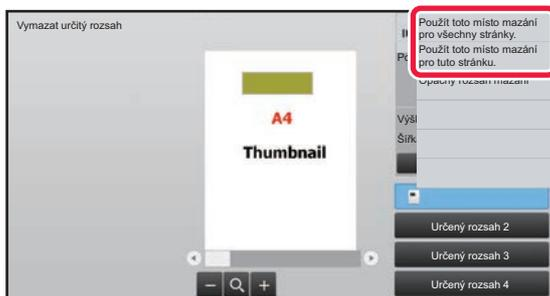 Vymazat určitý rozsah
A4
Thumbnail
Použít toto místo mazání
pro všechny stránky.
Použít toto místo mazání
pro tuto stránku.
Opačný rozsah mazání
Určený rozsah 2
Určený rozsah 3
Určený rozsah 4